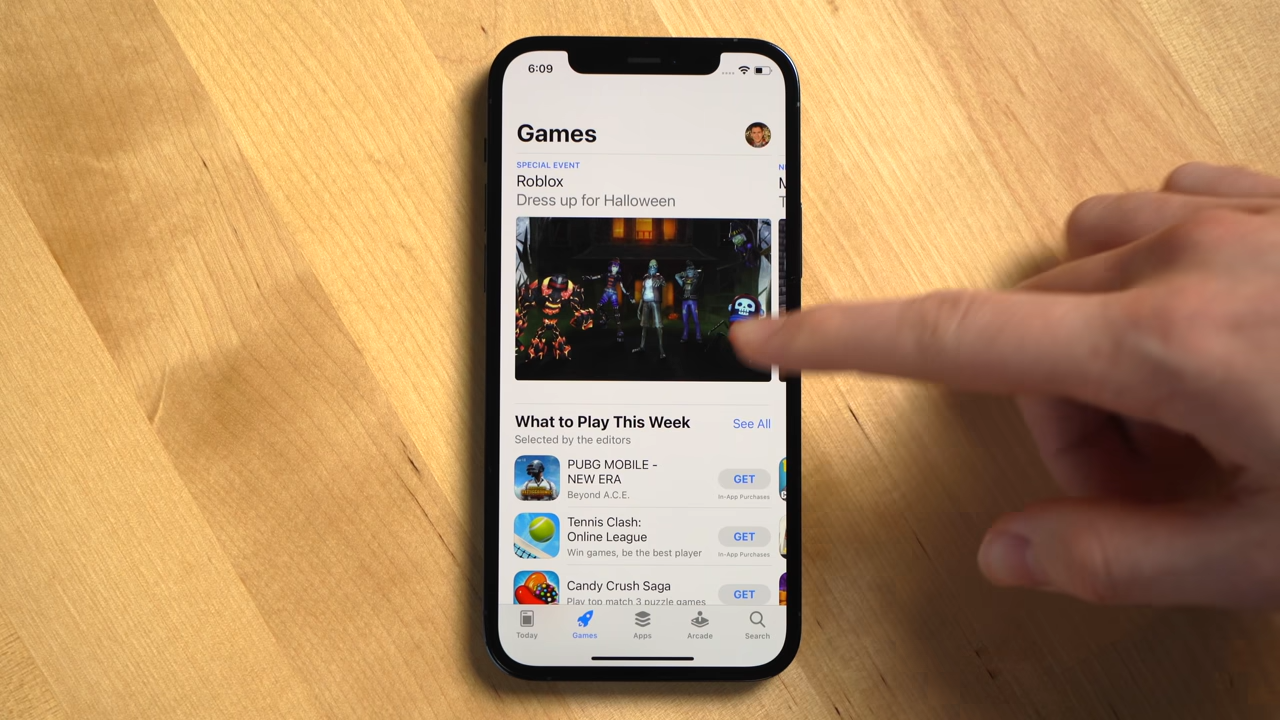 6:09
Games
SPECIAL EVENT
Roblox
Dress up for Halloween
What to Play This Week
See All
Selected by the editors
PUBG MOBILE -
NEW ERA
Beyond A.C.E.
GET
In-App Purchases
Tennis Clash:
Online League
Win games, be the best player
GET
In-App Purchases
Candy Crush Saga
Play top match 3 puzzle games
GET
Today
Games
Apps
Arcade
Search